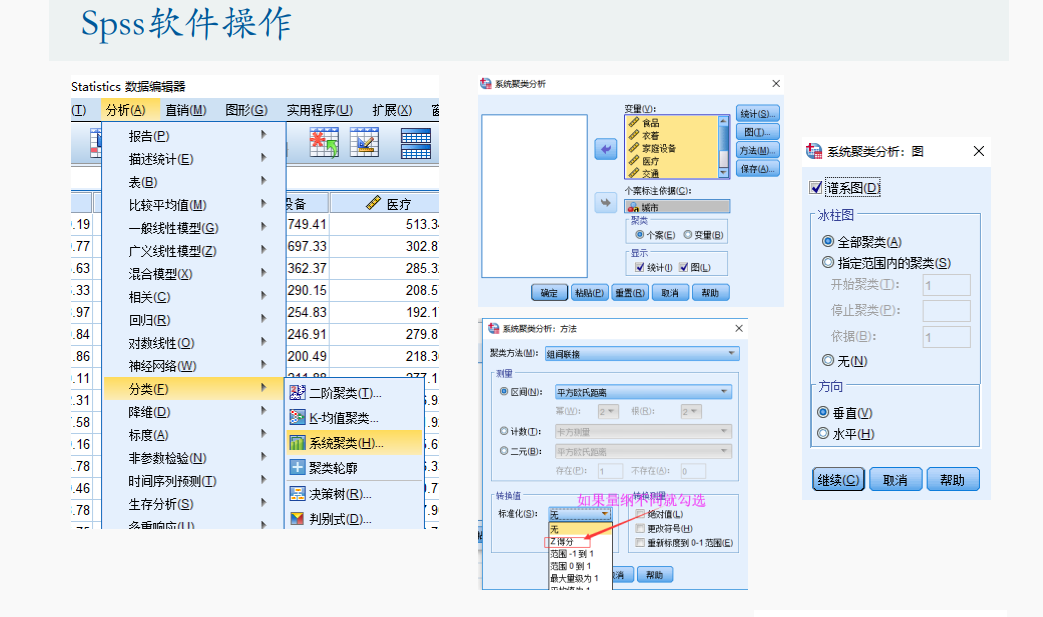 Spss软件操作
Statistics 数据编辑器
(T) 分析(A) 直销(M) 图形(G) 实用程序(U) 扩展(X)
报告(P)
描述统计(E)
表(B)
比较平均值(M)
一般线性模型(G)
广义线性模型(Z)
混合模型(X)
相关(C)
回归(R)
对数线性(O)
神经网络(W)
分类(F)
降维(D)
标度(A)
非参数检验(N)
时间序列预测(T)
生存分析(S)
多重响应(U)
设备 医疗
.19 749.41 513.3
.77 697.33 302.8
.63 362.37 285.3
.33 290.15 208.5
.97 254.83 192.1
.84 246.91 279.8
.86 200.49 218.3
.11 211.88 277.1
2.31
7.58
0.16
4.78
0.46
8.78
二阶聚类(T)...
K-均值聚类...
系统聚类(H)...
聚类轮廓
决策树(R)...
判别式(D)...
系统聚类分析
变量(V):
食品
衣着
家庭设备
医疗
交通
统计(S)...
图(T)...
方法(M)...
保存(A)...
个案标注依据(C):
城市
聚类
个案(E) 变量(B)
显示
统计(I) 图(L)
确定 粘贴(P) 重置(R) 取消 帮助
系统聚类分析：方法
聚类方法(M): 组间联接
测量
区间(N): 平方欧氏距离
幂(W): 2 根(R): 2
计数(T): 卡方测量
二元(B): 平方欧氏距离
存在(P): 1 不存在(A): 0
转换值 转换测量
如果量纲不同就勾选
标准化(S): 无
无
Z 得分
范围 -1 到 1
范围 0 到 1
最大量级为 1
平均值为 1
绝对值(L)
更改符号(H)
重新标度到 0-1 范围(E)
取消 帮助
系统聚类分析：图
谱系图(D)
冰柱图
全部聚类(A)
指定范围内的聚类(S)
开始聚类(T): 1
停止聚类(P):
依据(B): 1
无(N)
方向
垂直(V)
水平(H)
继续(C) 取消 帮助